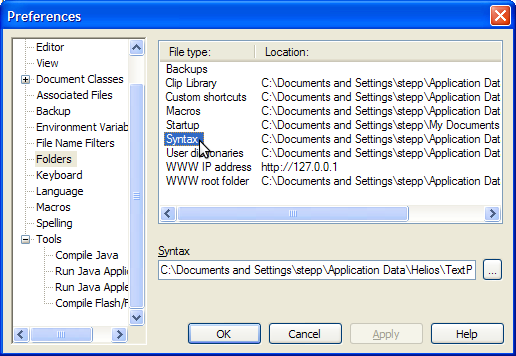 Preferences
Editor
View
Document Classes
Associated Files
Backup
Environment Variab
File Name Filters
Folders
Keyboard
Language
Macros
Spelling
Tools
Compile Java
Run Java Applic
Run Java Apple
Compile Flash/F
File type: Location:
Backups
Clip Library C:\Documents and Settings\stepp\Application Dat
Custom shortcuts C:\Documents and Settings\stepp\Application Dat
Macros C:\Documents and Settings\stepp\Application Dat
Startup C:\Documents and Settings\stepp\My Documents
Syntax C:\Documents and Settings\stepp\Application Dat
User dictionaries C:\Documents and Settings\stepp\Application Dat
WWW IP address http://127.0.0.1
WWW root folder C:\Documents and Settings\stepp\Application Dat
Syntax
C:\Documents and Settings\stepp\Application Data\Helios\TextP
...
OK Cancel Apply Help